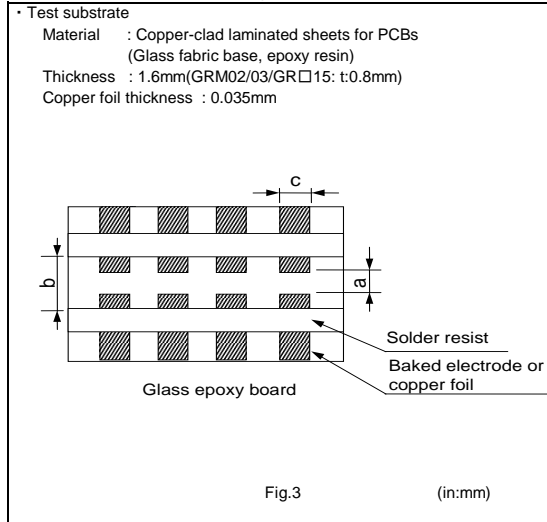 ・Test substrate
Material : Copper-clad laminated sheets for PCBs
(Glass fabric base, epoxy resin)
Thickness : 1.6mm(GRM02/03/GR□15: t:0.8mm)
Copper foil thickness : 0.035mm
c
b
a
Solder resist
Baked electrode or
copper foil
Glass epoxy board
Fig.3 (in:mm)